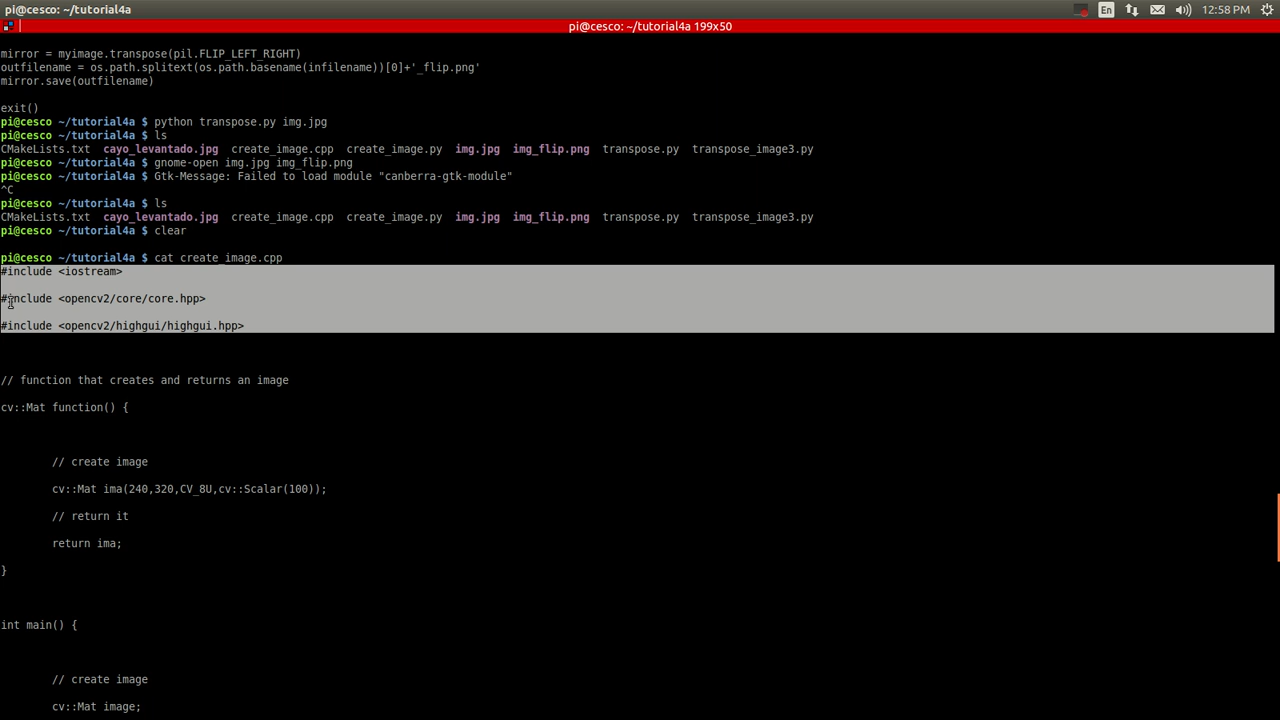 pi@cesco: ~/tutorial4a
En
12:58 PM
pi@cesco: ~/tutorial4a 199x50
mirror = myimage.transpose(pil.FLIP_LEFT_RIGHT)
outfilename = os.path.splitext(os.path.basename(infilename))[0]+'_flip.png'
mirror.save(outfilename)
exit()
pi@cesco ~/tutorial4a $ python transpose.py img.jpg
pi@cesco ~/tutorial4a $ ls
CMakeLists.txt  cayo_levantado.jpg  create_image.cpp  create_image.py  img.jpg  img_flip.png  transpose.py  transpose_image3.py
pi@cesco ~/tutorial4a $ gnome-open img.jpg img_flip.png
pi@cesco ~/tutorial4a $ Gtk-Message: Failed to load module "canberra-gtk-module"
^C
pi@cesco ~/tutorial4a $ ls
CMakeLists.txt  cayo_levantado.jpg  create_image.cpp  create_image.py  img.jpg  img_flip.png  transpose.py  transpose_image3.py
pi@cesco ~/tutorial4a $ clear
pi@cesco ~/tutorial4a $ cat create_image.cpp
#include <iostream>
#include <opencv2/core/core.hpp>
#include <opencv2/highgui/highgui.hpp>
// function that creates and returns an image
cv::Mat function() {
// create image
cv::Mat ima(240,320,CV_8U,cv::Scalar(100));
// return it
return ima;
}
int main() {
// create image
cv::Mat image;